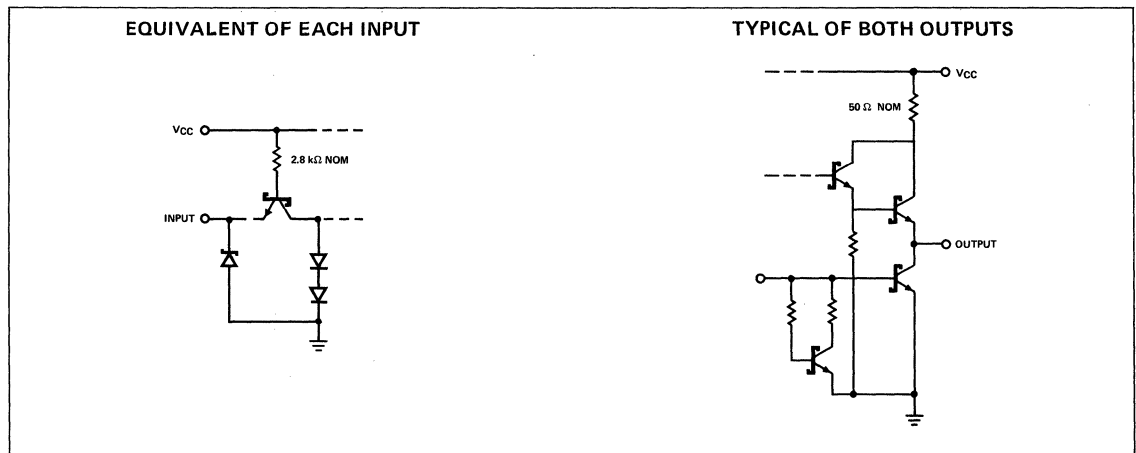 EQUIVALENT OF EACH INPUT
VCC
2.8 kΩ NOM
INPUT
TYPICAL OF BOTH OUTPUTS
VCC
50 Ω NOM
OUTPUT